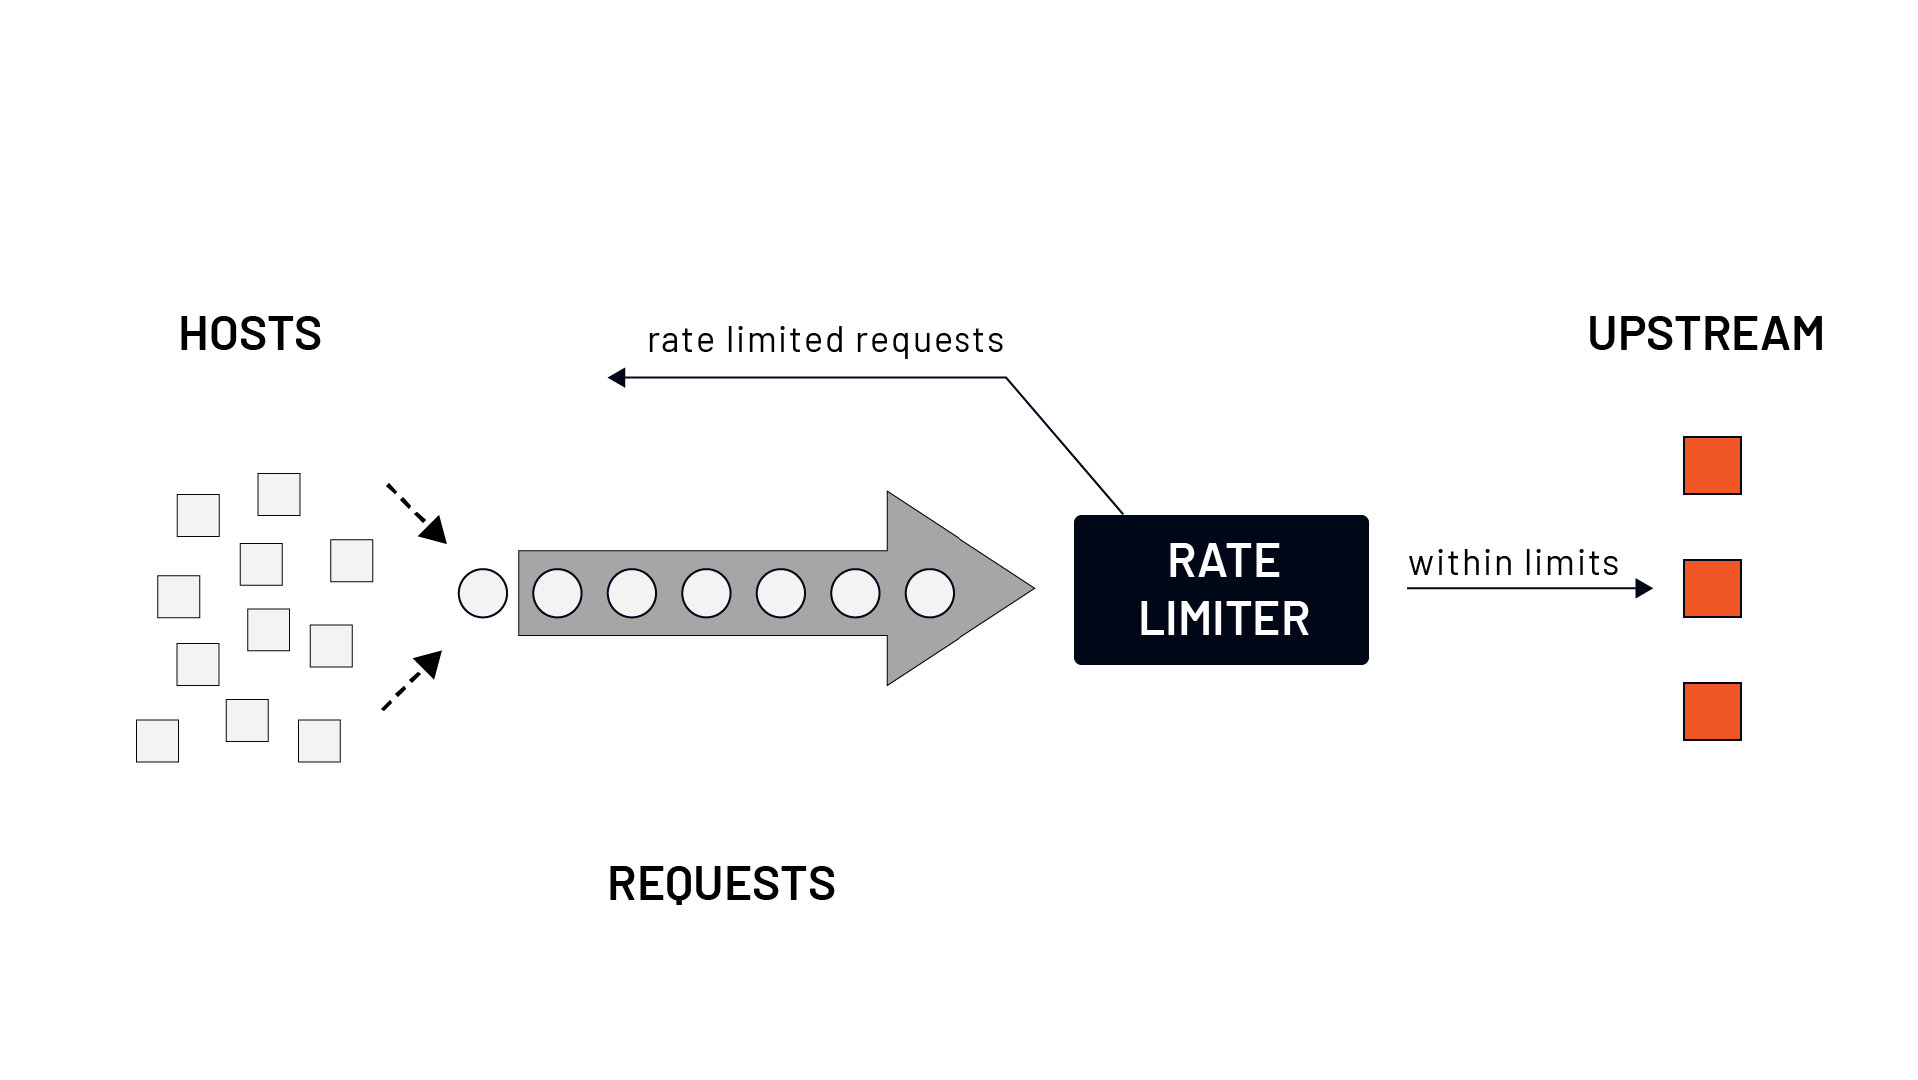 HOSTS
rate limited requests
UPSTREAM
RATE
LIMITER
within limits
REQUESTS